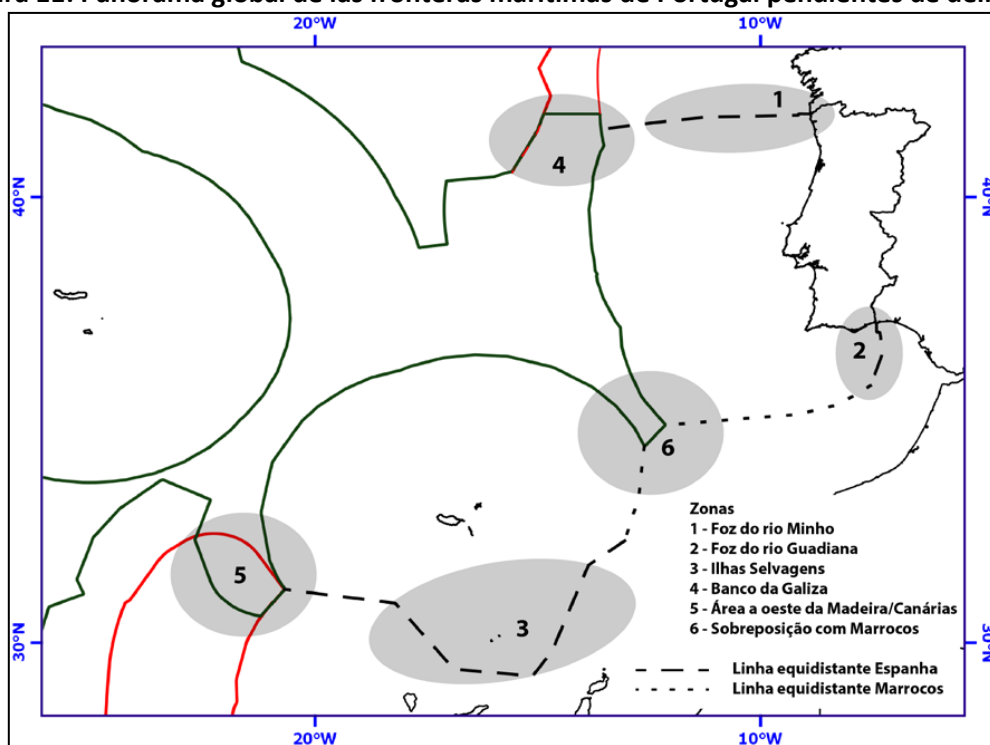 20°W 10°W
1
4
40°N 40°N
2
6
Zonas
1 - Foz do rio Minho
2 - Foz do rio Guadiana
3 - Ilhas Selvagens
4 - Banco da Galiza
5 - Área a oeste da Madeira/Canárias
6 - Sobreposição com Marrocos
5
3
30°N 30°N
Linha equidistante Espanha
Linha equidistante Marrocos
20°W 10°W